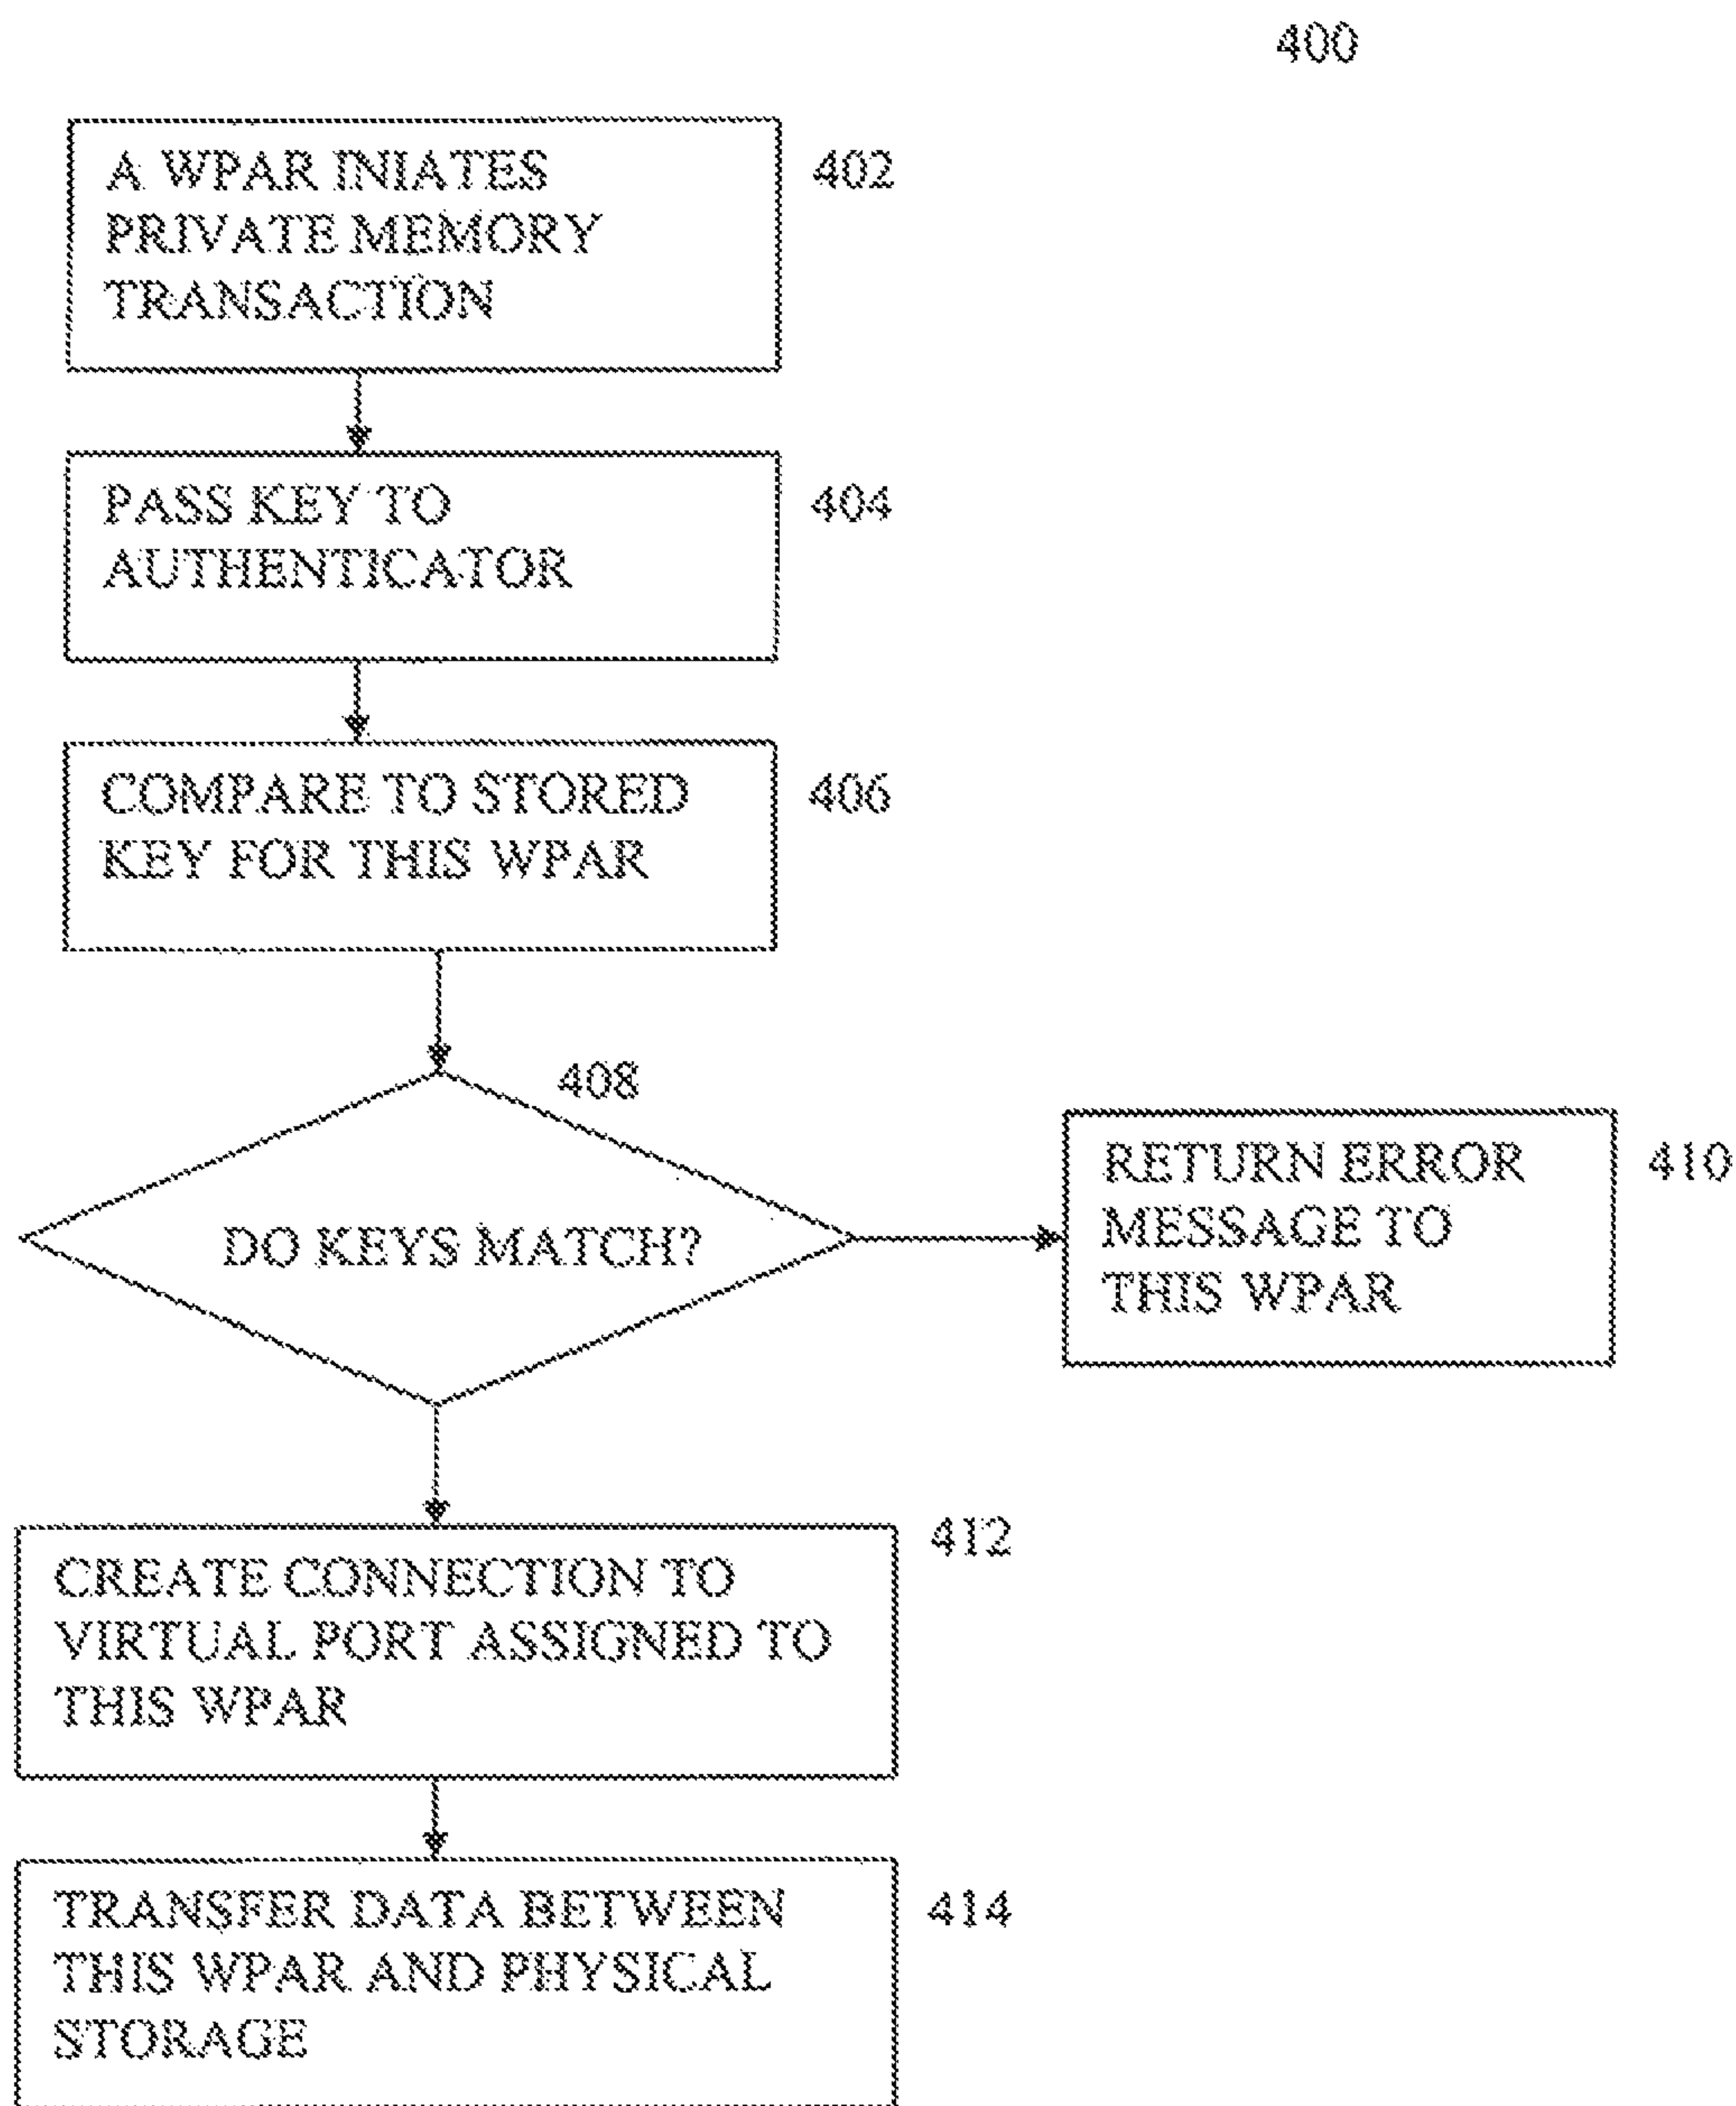 400
A WPAR INIATES
PRIVATE MEMORY
TRANSACTION
402
PASS KEY TO
AUTHENTICATOR
404
COMPARE TO STORED
KEY FOR THIS WPAR
406
408
DO KEYS MATCH?
RETURN ERROR
MESSAGE TO
THIS WPAR
410
CREATE CONNECTION TO
VIRTUAL PORT ASSIGNED TO
THIS WPAR
412
TRANSFER DATA BETWEEN
THIS WPAR AND PHYSICAL
STORAGE
414